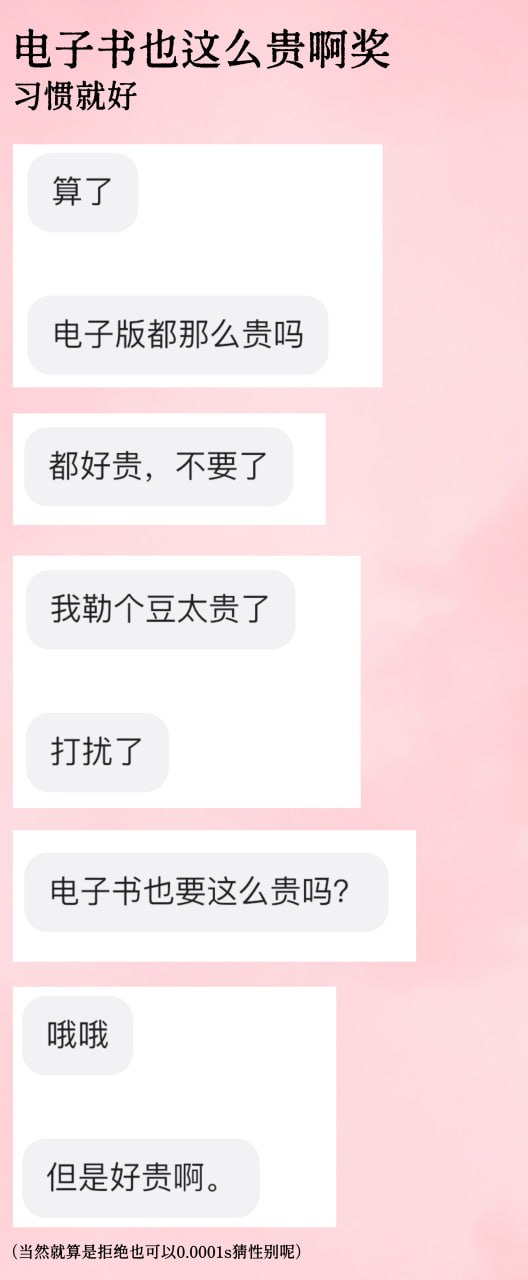 电子书也这么贵啊奖
习惯就好
算了
电子版都那么贵吗
都好贵，不要了
我勒个豆太贵了
打扰了
电子书也要这么贵吗？
哦哦
但是好贵啊。
（当然就算是拒绝也可以0.0001s猜性别呢）